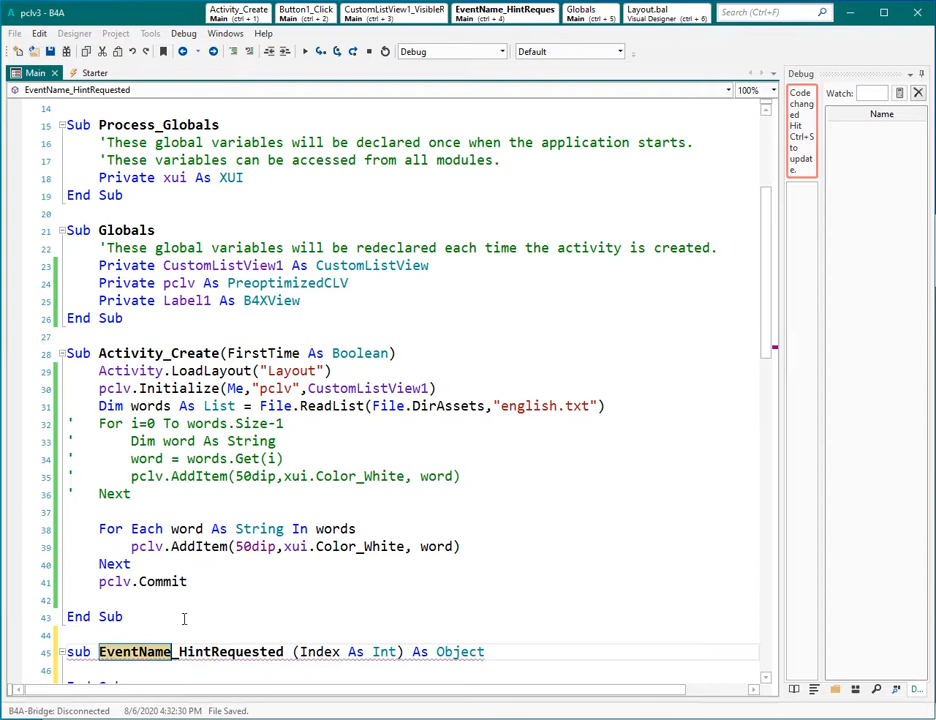 pclv3 - B4A
Activity_Create
Main (ctrl + 1)
Button1_Click
Main (ctrl + 2)
CustomListView1_VisibleR
Main (ctrl + 3)
EventName_HintReques
Main (ctrl + 4)
Globals
Main (ctrl + 5)
Layout.bal
Visual Designer (ctrl + 6)
Search (Ctrl+F)
File Edit Designer Project Tools Debug Windows Help
Debug Default
Main Starter
EventName_HintRequested 100%
14
15 Sub Process_Globals
16 'These global variables will be declared once when the application starts.
17 'These variables can be accessed from all modules.
18 Private xui As XUI
19 End Sub
20
21 Sub Globals
22 'These global variables will be redeclared each time the activity is created.
23 Private CustomListView1 As CustomListView
24 Private pclv As PreoptimizedCLV
25 Private Label1 As B4XView
26 End Sub
27
28 Sub Activity_Create(FirstTime As Boolean)
29 Activity.LoadLayout("Layout")
30 pclv.Initialize(Me,"pclv",CustomListView1)
31 Dim words As List = File.ReadList(File.DirAssets,"english.txt")
32 ' For i=0 To words.Size-1
33 ' Dim word As String
34 ' word = words.Get(i)
35 ' pclv.AddItem(50dip,xui.Color_White, word)
36 ' Next
37
38 For Each word As String In words
39 pclv.AddItem(50dip,xui.Color_White, word)
40 Next
41 pclv.Commit
42
43 End Sub
44
45 sub EventName_HintRequested (Index As Int) As Object
46
Debug
Code
chang
ed
Hit
Ctrl+S
to
updat
e.
Watch:
Name
D...
B4A-Bridge: Disconnected 8/6/2020 4:32:30 PM File Saved.